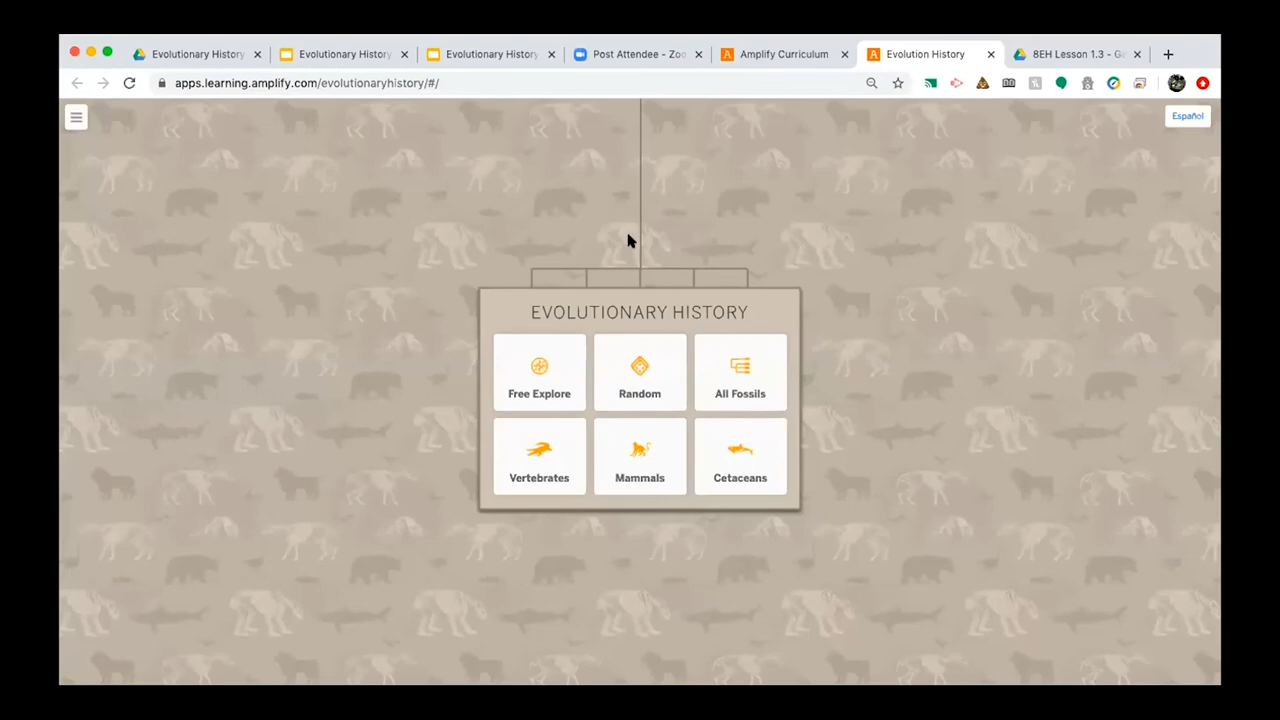 Evolutionary History
Evolutionary History
Evolutionary History
Post Attendee - Zoo
Amplify Curriculum
Evolution History
8EH Lesson 1.3 - G
apps.learning.amplify.com/evolutionaryhistory/#/
Español
EVOLUTIONARY HISTORY
Free Explore
Random
All Fossils
Vertebrates
Mammals
Cetaceans